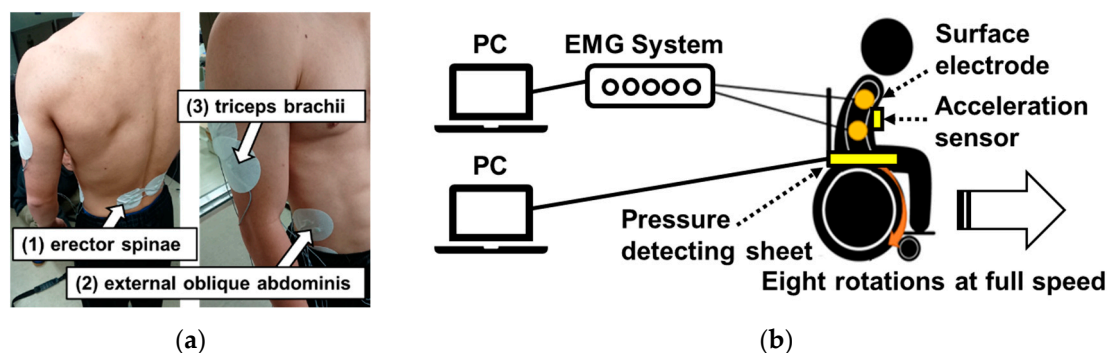 (3) triceps brachii
(1) erector spinae
(2) external oblique abdominis
(a)
PC
EMG System
Surface
electrode
Acceleration
sensor
PC
Pressure
detecting sheet
Eight rotations at full speed
(b)